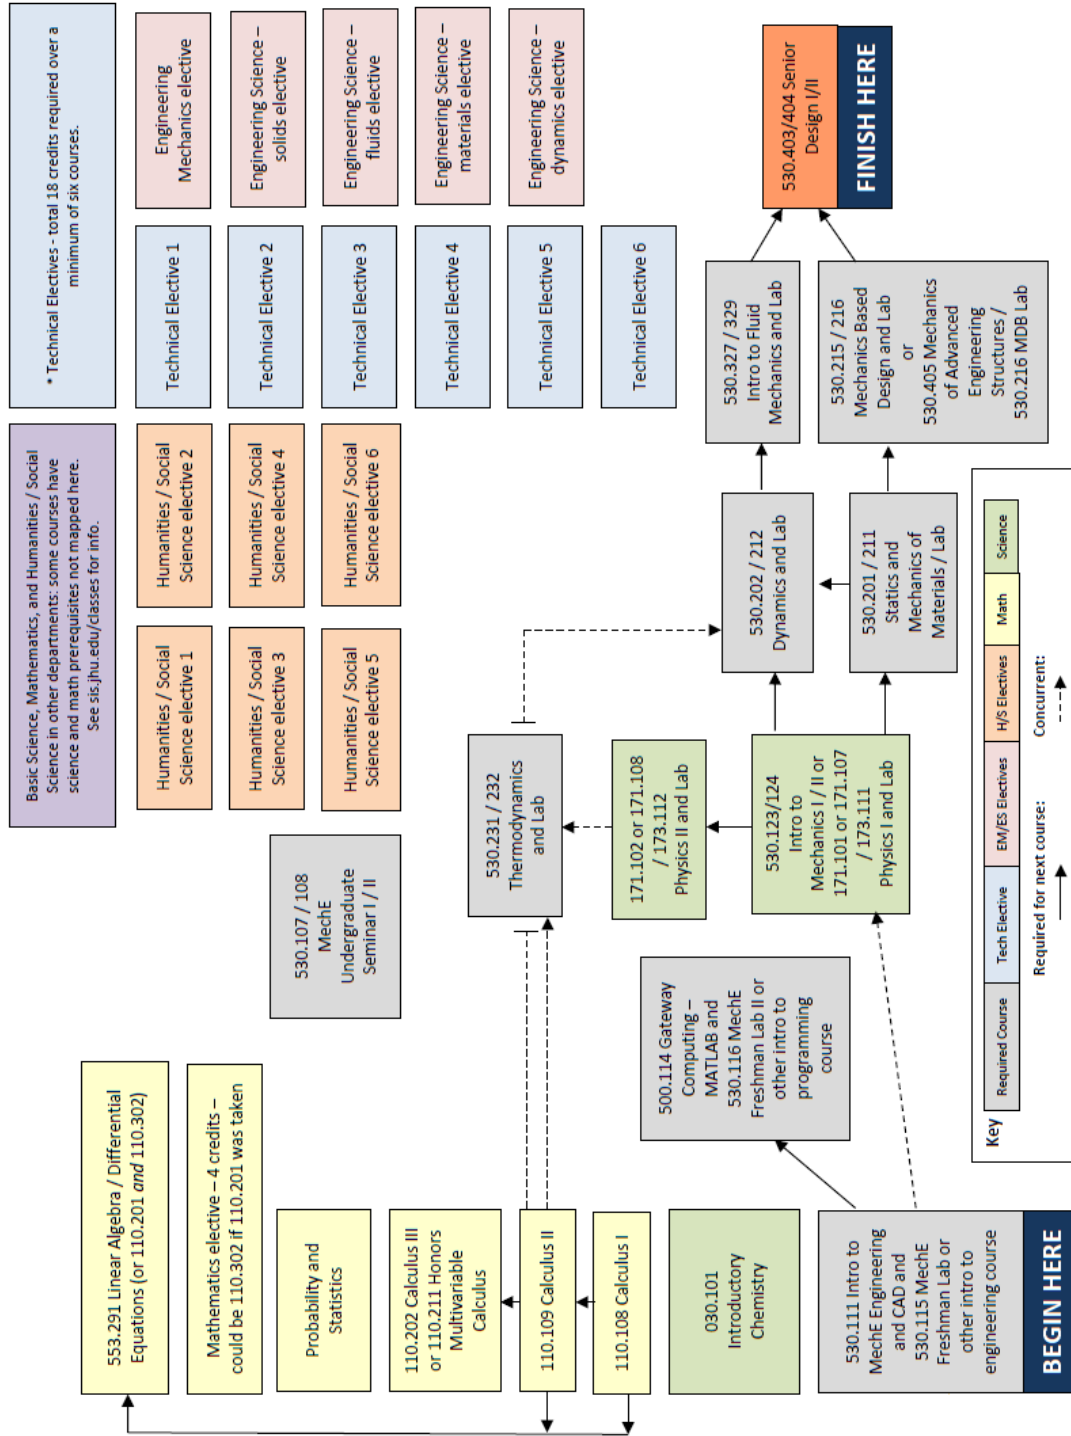 553.291 Linear Algebra / Differential
Equations (or 110.201 and 110.302)
Mathematics elective – 4 credits –
could be 110.302 if 110.201 was taken
Probability and
Statistics
110.202 Calculus III
or 110.211 Honors
Multivariable
Calculus
110.109 Calculus II
110.108 Calculus I
030.101
Introductory
Chemistry
530.111 Intro to
MechE Engineering
and CAD and
530.115 MechE
Freshman Lab or
other intro to
engineering course
BEGIN HERE
530.107 / 108
MechE
Undergraduate
Seminar I / II
500.114 Gateway
Computing –
MATLAB and
530.116 MechE
Freshman Lab II or
other intro to
programming
course
Basic Science, Mathematics, and Humanities / Social
Science in other departments: some courses have
science and math prerequisites not mapped here.
See sis.jhu.edu/classes for info.
Humanities / Social
Science elective 1
Humanities / Social
Science elective 2
Humanities / Social
Science elective 3
Humanities / Social
Science elective 4
Humanities / Social
Science elective 5
Humanities / Social
Science elective 6
530.231 / 232
Thermodynamics
and Lab
171.102 or 171.108
/ 173.112
Physics II and Lab
530.123/124
Intro to
Mechanics I / II or
171.101 or 171.107
/ 173.111
Physics I and Lab
530.202 / 212
Dynamics and Lab
530.201 / 211
Statics and
Mechanics of
Materials / Lab
* Technical Electives - total 18 credits required over a
minimum of six courses.
Technical Elective 1
Technical Elective 2
Technical Elective 3
Technical Elective 4
Technical Elective 5
Technical Elective 6
Engineering
Mechanics elective
Engineering Science –
solids elective
Engineering Science –
fluids elective
Engineering Science –
materials elective
Engineering Science –
dynamics elective
530.327 / 329
Intro to Fluid
Mechanics and Lab
530.215 / 216
Mechanics Based
Design and Lab
or
530.405 Mechanics
of Advanced
Engineering
Structures /
530.216 MDB Lab
530.403/404 Senior
Design I/II
FINISH HERE
Key
Required Course
Tech Elective
EM/ES Electives
H/S Electives
Math
Science
Required for next course:
Concurrent: